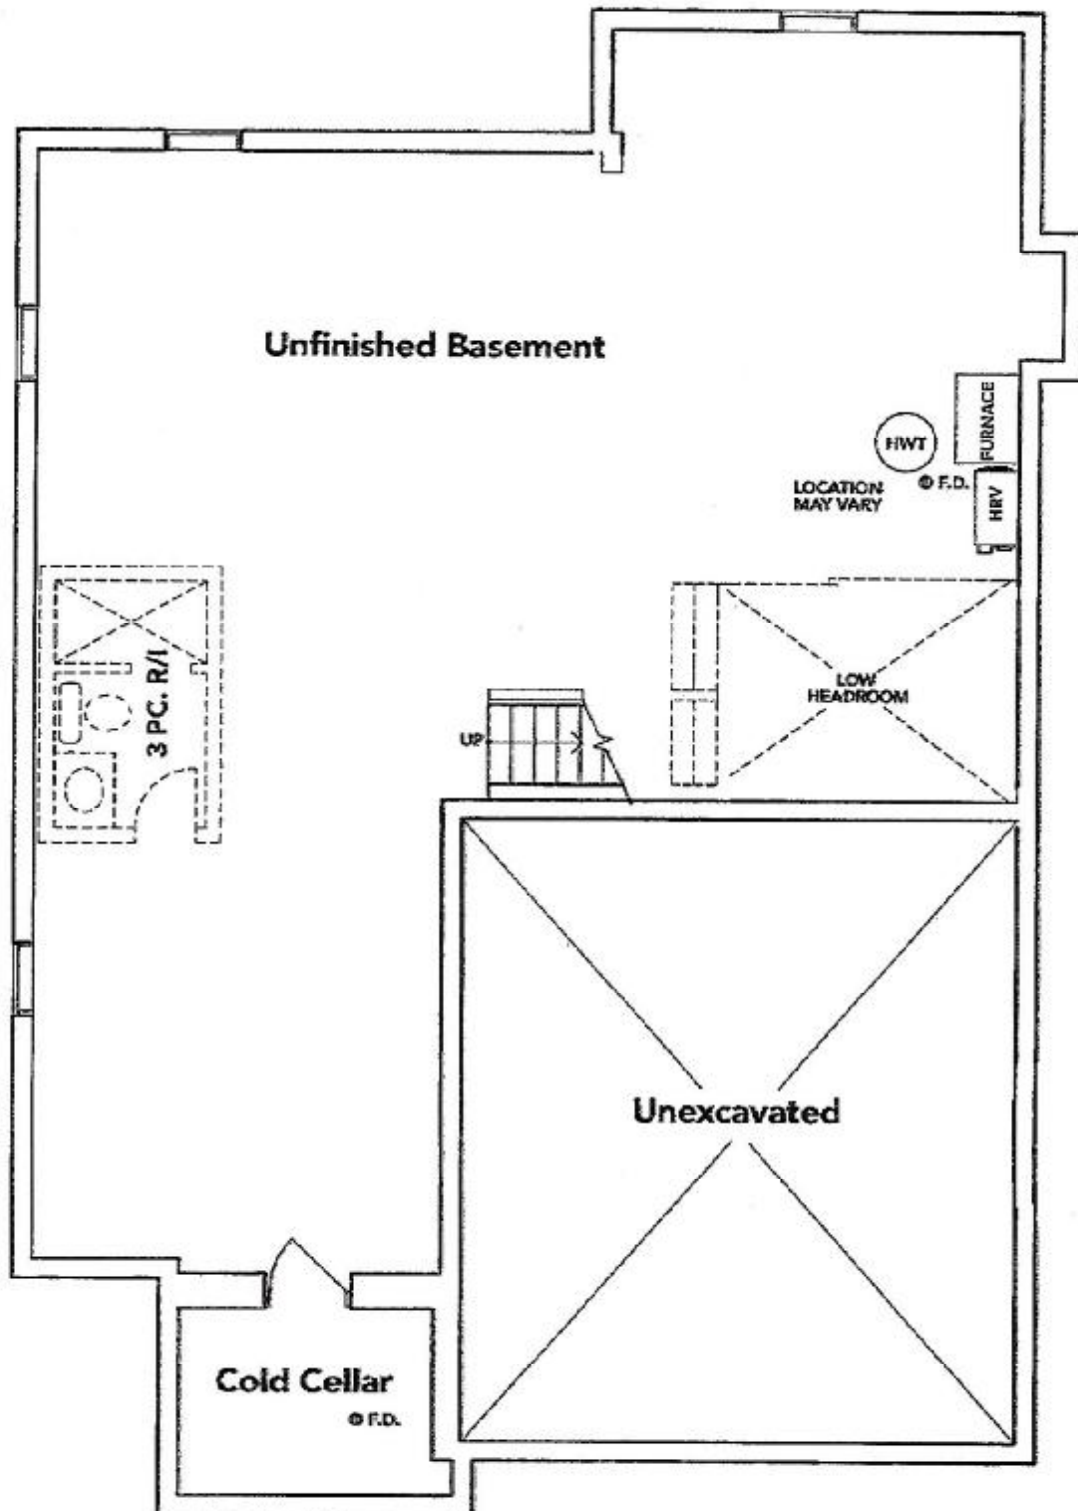 Unfinished Basement
FURNACE
HWT
F.D.
LOCATION
MAY VARY
HRV
3 PC. R/I
LOW
HEADROOM
UP
Unexcavated
Cold Cellar
F.D.